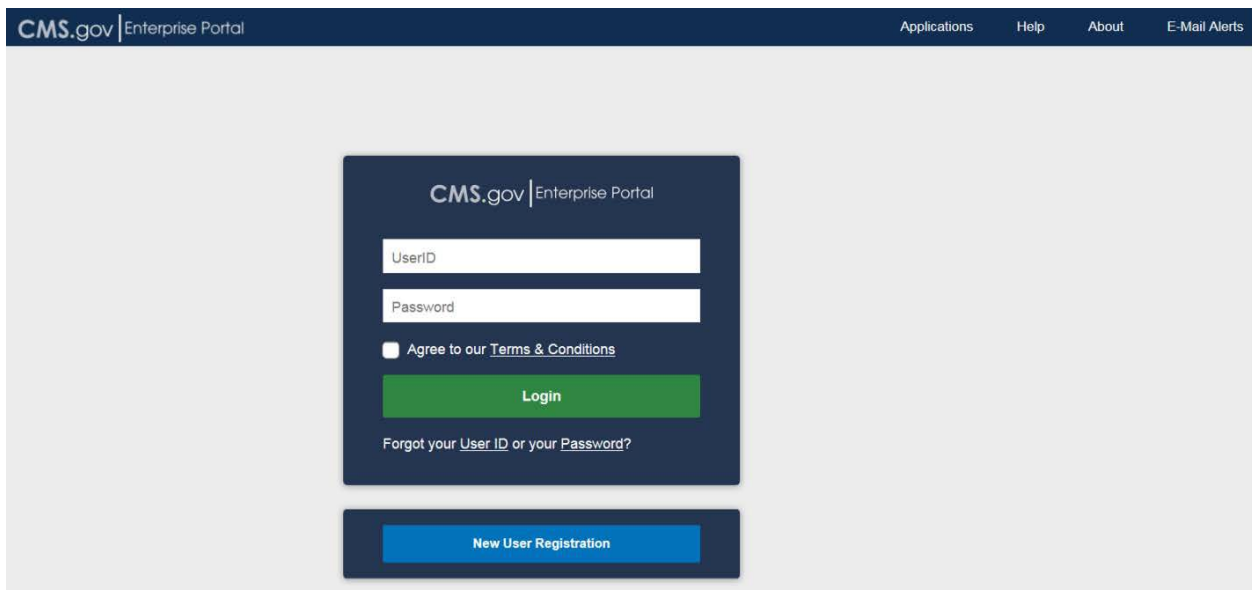 CMS.gov Enterprise Portal Applications Help About E-Mail Alerts
CMS.gov Enterprise Portal
UserID
Password
Agree to our Terms & Conditions
Login
Forgot your User ID or your Password?
New User Registration